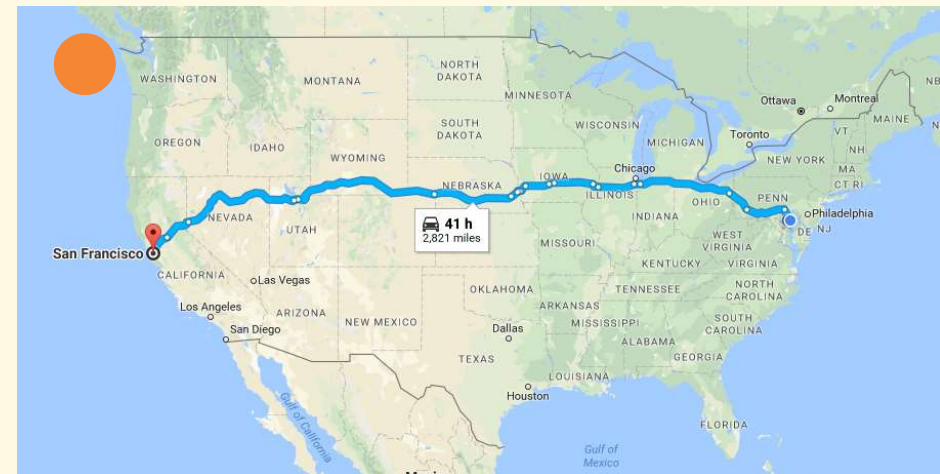 NORTH
DAKOTA
WASHINGTON
MONTANA
MINNESOTA
Ottawa
Montreal
MAINE
SOUTH
DAKOTA
WISCONSIN
MICHIGAN
Toronto
VT
NH
OREGON
IDAHO
WYOMING
NEW YORK
MA
CT RI
Chicago
IOWA
NEBRASKA
ILLINOIS
OHIO
PENN
NEVADA
UTAH
INDIANA
Philadelphia
DE NJ
41 h
2,821 miles
MISSOURI
WEST
VIRGINIA
San Francisco
KENTUCKY
VIRGINIA
CALIFORNIA
Las Vegas
OKLAHOMA
TENNESSEE
NORTH
CAROLINA
Los Angeles
ARIZONA
NEW MEXICO
ARKANSAS
MISSISSIPPI
SOUTH
CAROLINA
San Diego
Dallas
ALABAMA
GEORGIA
TEXAS
LOUISIANA
Houston
FLORIDA
Gulf of
California
Gulf of
Mexico